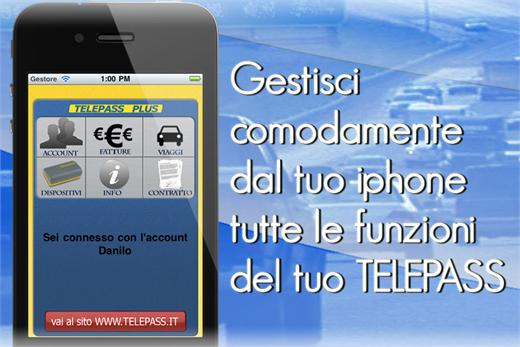 Gestore
1:00 PM
TELEPASS PLUS
ACCOUNT
€€€
FATTURE
VIAGGI
DISPOSITIVI
i
INFO
CONTRATTO
Sei connesso con l'account
Danilo
vai al sito WWW.TELEPASS.IT
Gestisci
comodamente
dal tuo iphone
tutte le funzioni
del tuo TELEPASS